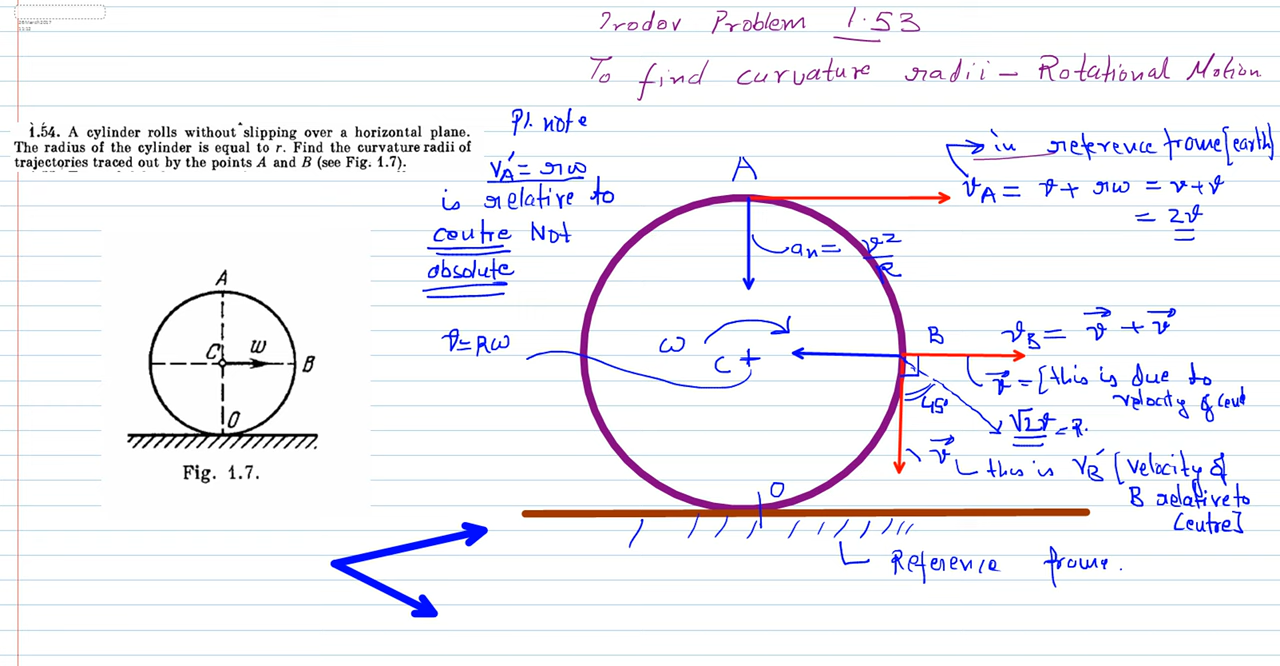 Irodov Problem 1.53
To find curvature radii - Rotational Motion
1.54. A cylinder rolls without slipping over a horizontal plane.
The radius of the cylinder is equal to r. Find the curvature radii of
trajectories traced out by the points A and B (see Fig. 1.7).
Pl. note
V'A = rω
is relative to
centre Not
absolute
v = Rω
A
C
w
B
O
Fig. 1.7.
A
in reference frame [earth]
vA = v + rω = v + v
= 2v
an = v²/R
ω
C
B
vB = v + v
v = [this is due to
velocity of cent
45°
√2v = R.
v
this is VB' [velocity of
B relative to
centre]
O
Reference frame.